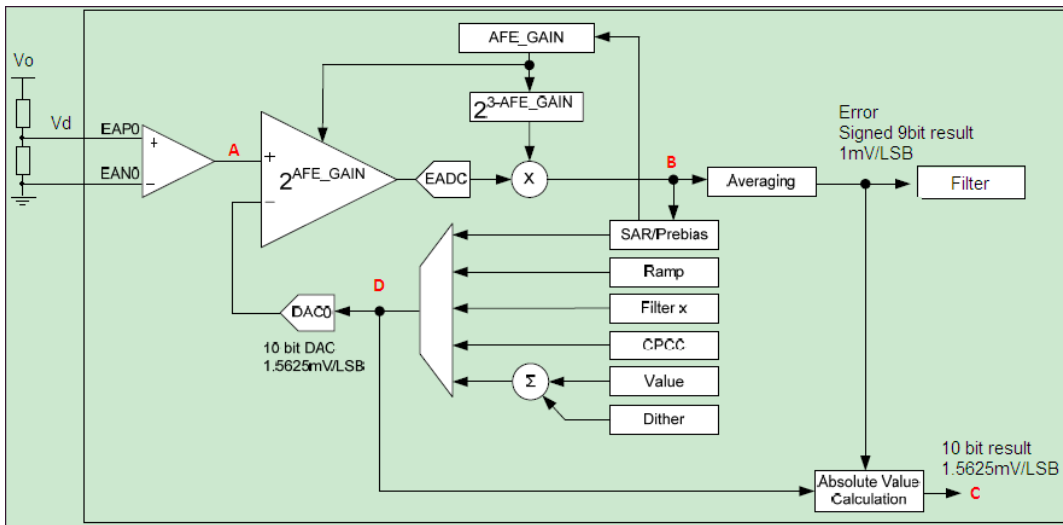 AFE_GAIN
Vo
2^3-AFE_GAIN
Vd
EAP0
EAN0
+
−
A
+
−
2^AFE_GAIN
EADC
X
B
Averaging
Error
Signed 9bit result
1mV/LSB
Filter
SAR/Prebias
Ramp
Filter x
CPCC
Value
Dither
Σ
D
DAC0
10 bit DAC
1.5625mV/LSB
10 bit result
1.5625mV/LSB
Absolute Value
Calculation
C